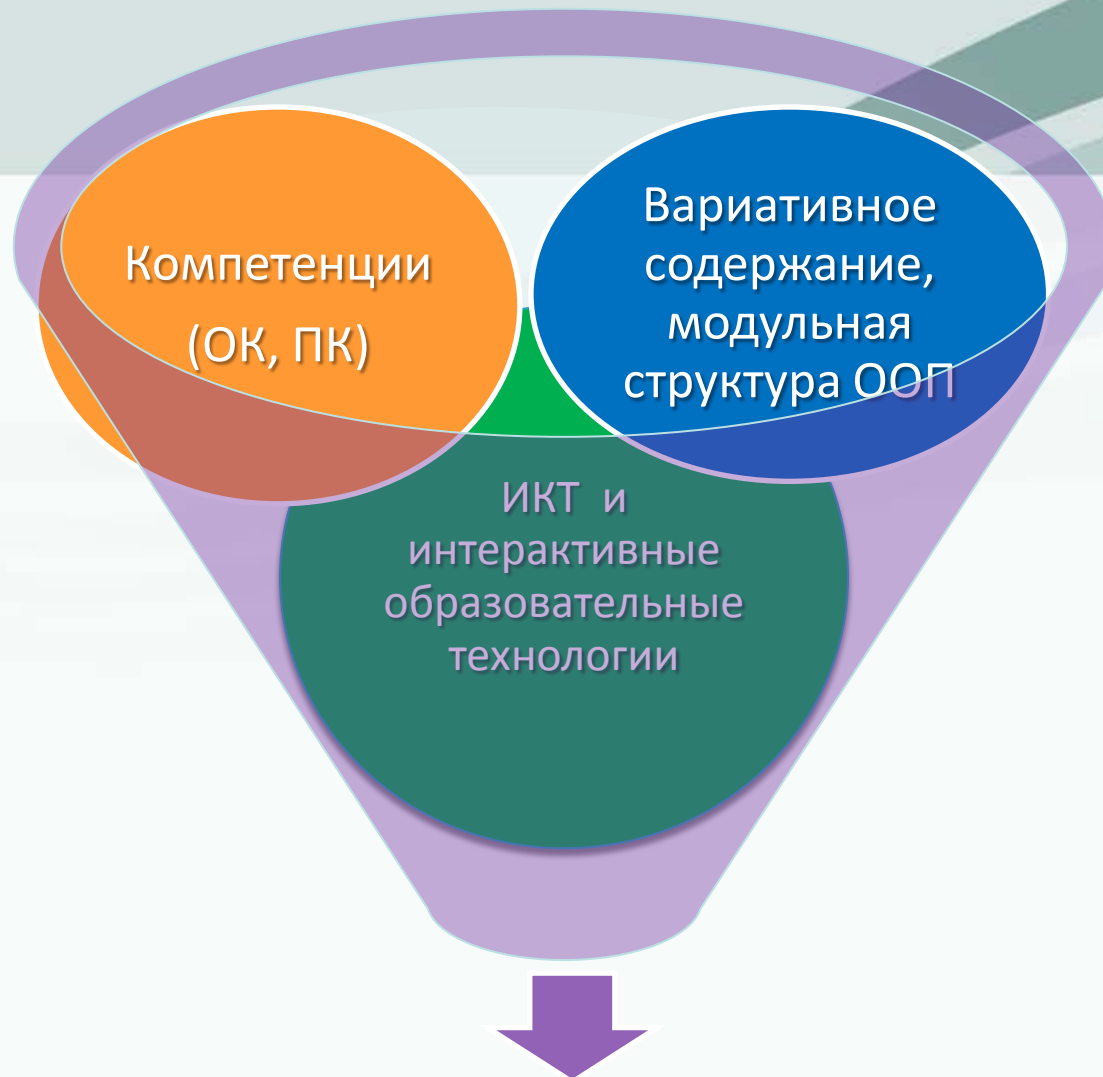 Компетенции
(ОК, ПК)
Вариативное
содержание,
модульная
структура ООП
ИКТ и
интерактивные
образовательные
технологии